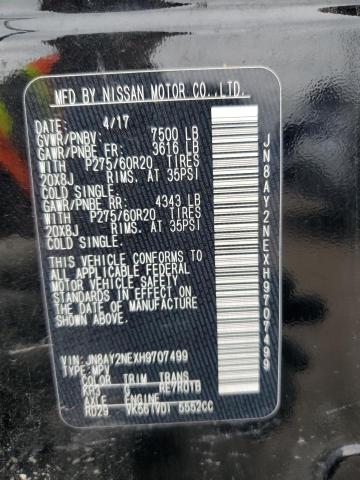 MFD BY NISSAN MOTOR CO.,LTD.
DATE: 4/17
GVWR/PNBV: 7500 LB
GAWR/PNBE FR: 3616 LB
WITH P275/60R20 TIRES
20X8J RIMS, AT 35PSI
COLD SINGLE.
GAWR/PNBE RR: 4343 LB
WITH P275/60R20 TIRES
20X8J RIMS, AT 35PSI
COLD SINGLE.
THIS VEHICLE CONFORMS TO ALL
APPLICABLE FEDERAL
MOTOR VEHICLE SAFETY
STANDARDS IN
EFFECT ON THE DATE OF
MANUFACTURE SHOWN
ABOVE.
VIN: JN8AY2NEXH9707499
TYPE: MPV
COLOR TRIM TRANS
RE7R01B
AXLE ENGINE
RD29 VK56(VD) 5552CC
JN8AY2NEXH9707499